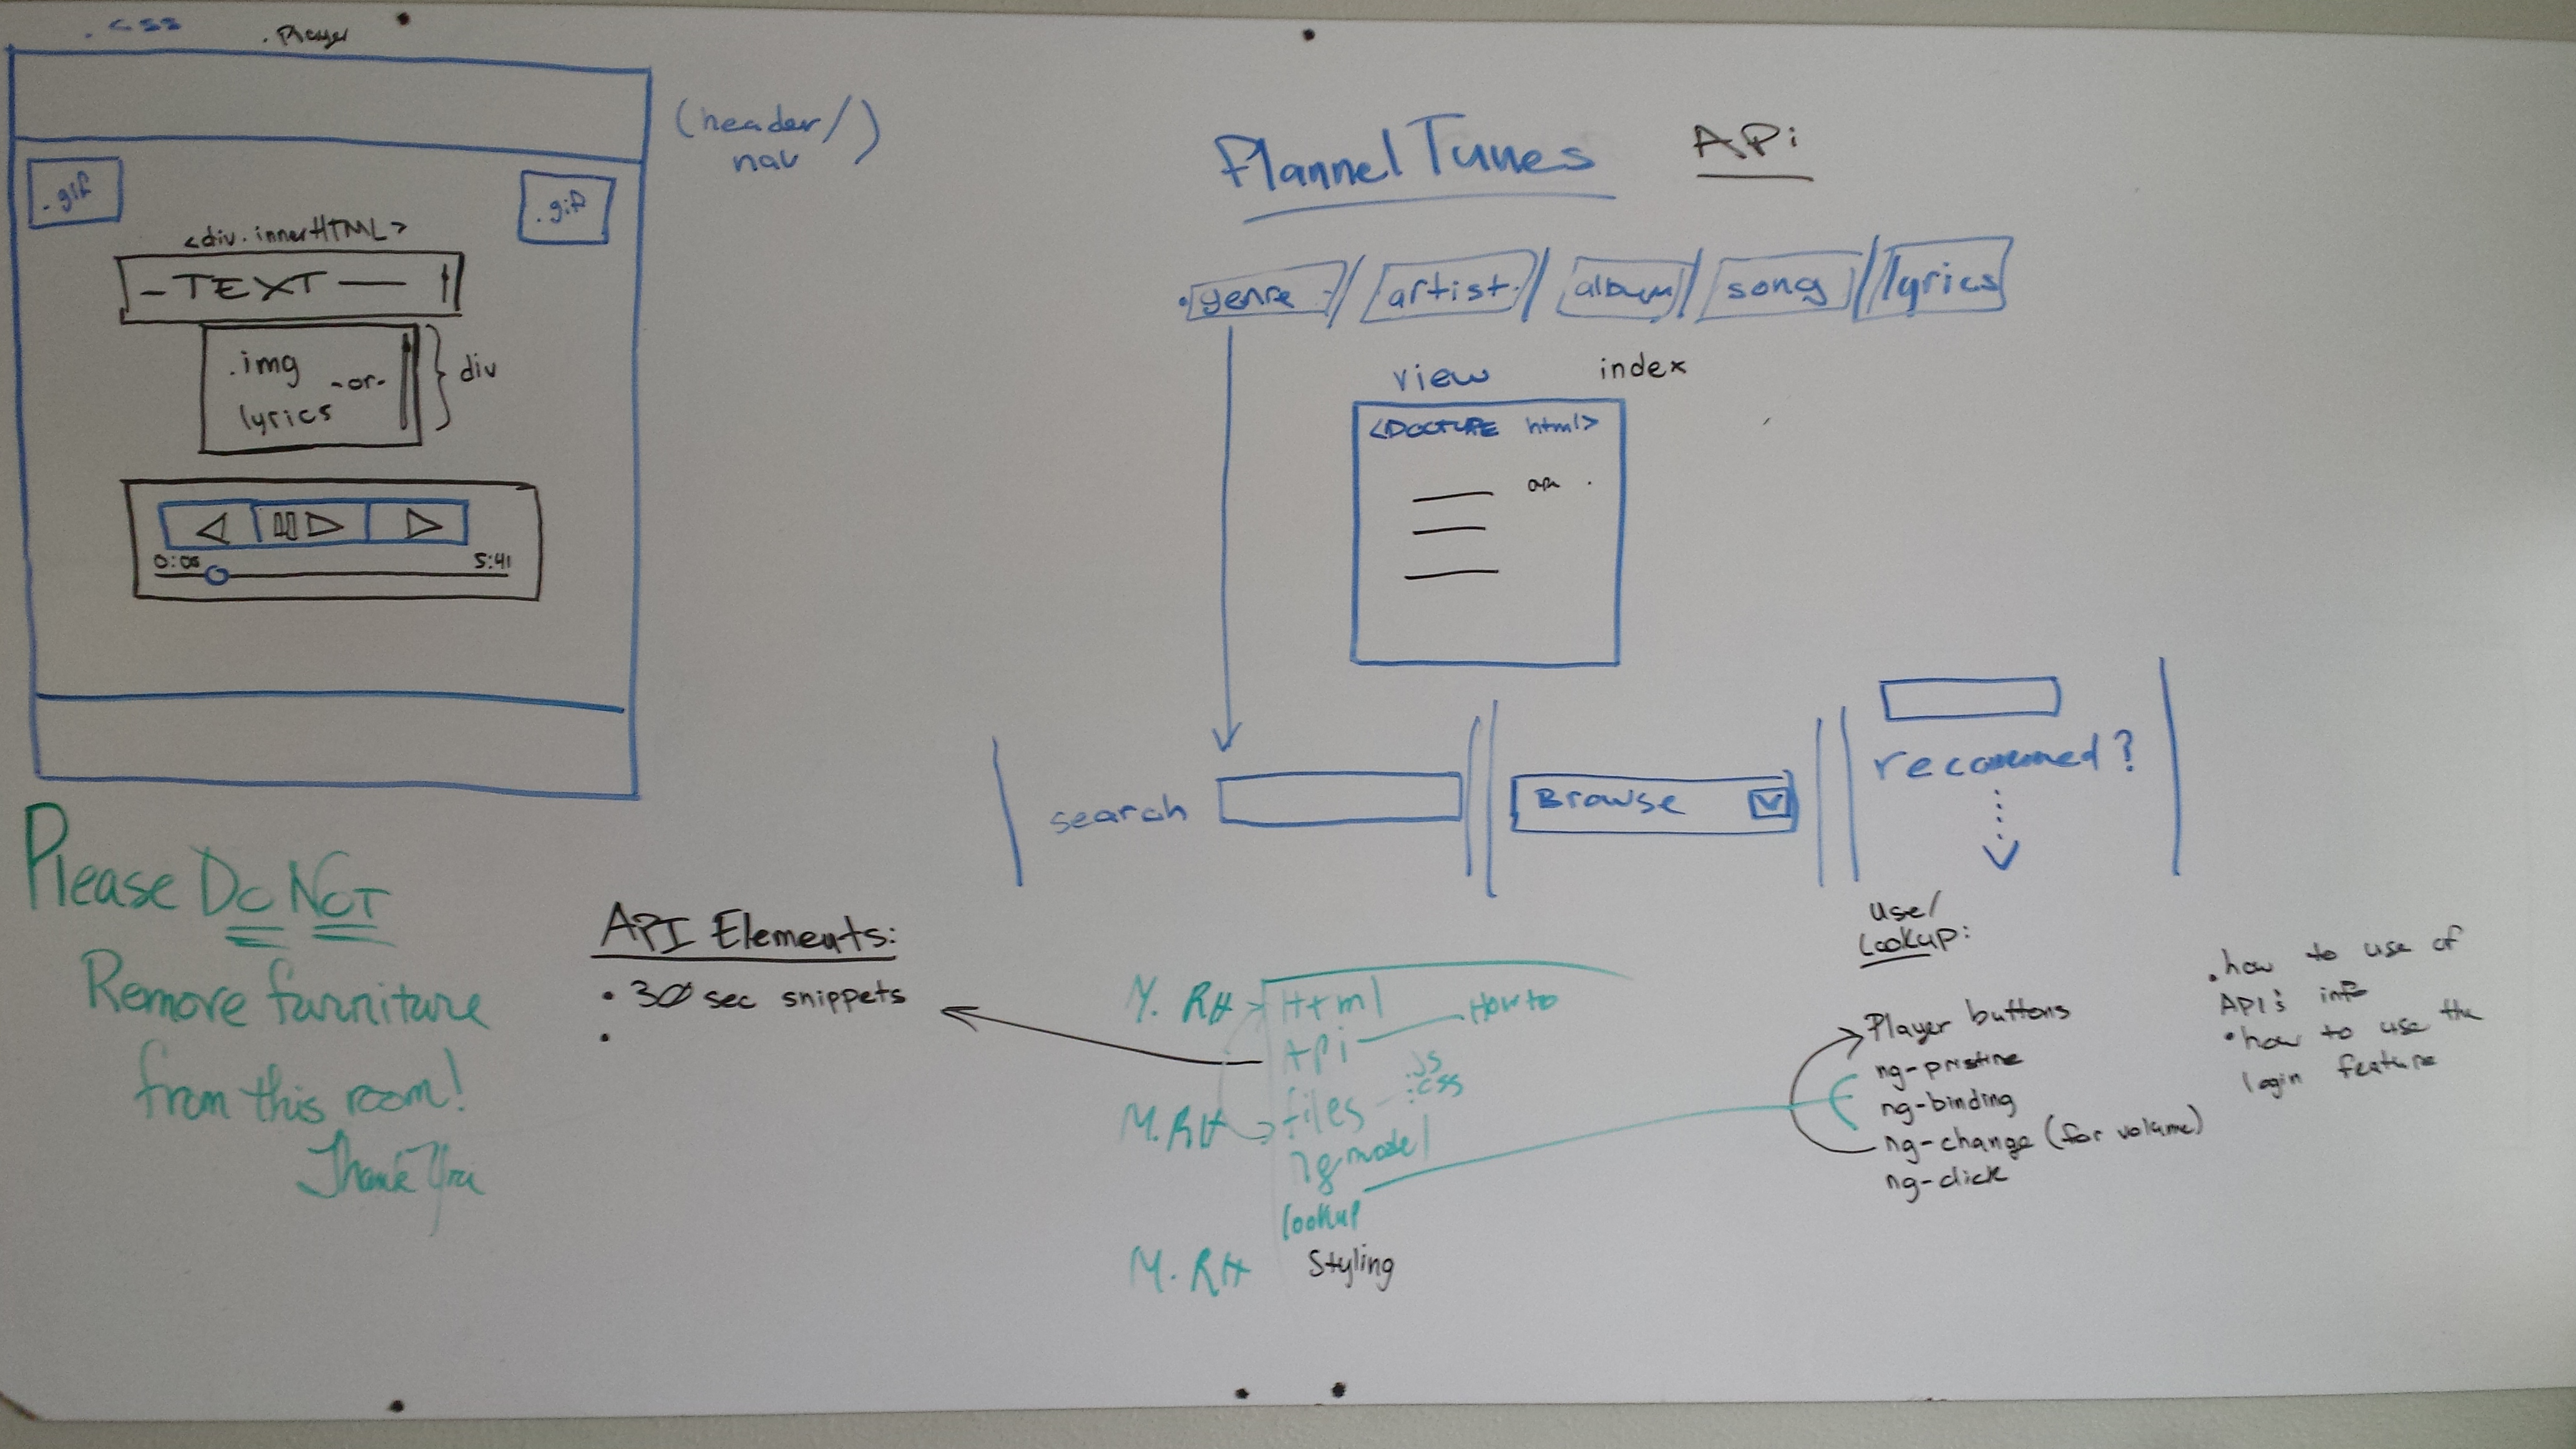 .css .Player
(header/)
nav
.gif .gif
<div.innerHTML>
-TEXT—
.img
-or-
lyrics
div
0:05 5:41
Flannel Tunes APi
.genre / artist / album / song / lyrics
view index
<DOCTYPE html>
search
Browse
recommed?
Please DO NOT
Remove furniture
from this room!
Thank You
API Elements:
• 30 sec snippets
•
M. RH Html
Api How to
files .JS
.css
M. RH
ng model
lookup
M. RH Styling
Use/
Lookup:
Player buttons
ng-pristine
ng-binding
ng-change (for volume)
ng-click
.how to use of
API's info
•how to use the
login feature